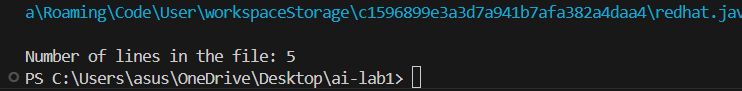 a\Roaming\Code\User\workspaceStorage\c1596899e3a3d7a941b7afa382a4daa4\redhat.jav
Number of lines in the file: 5
PS C:\Users\asus\OneDrive\Desktop\ai-lab1>